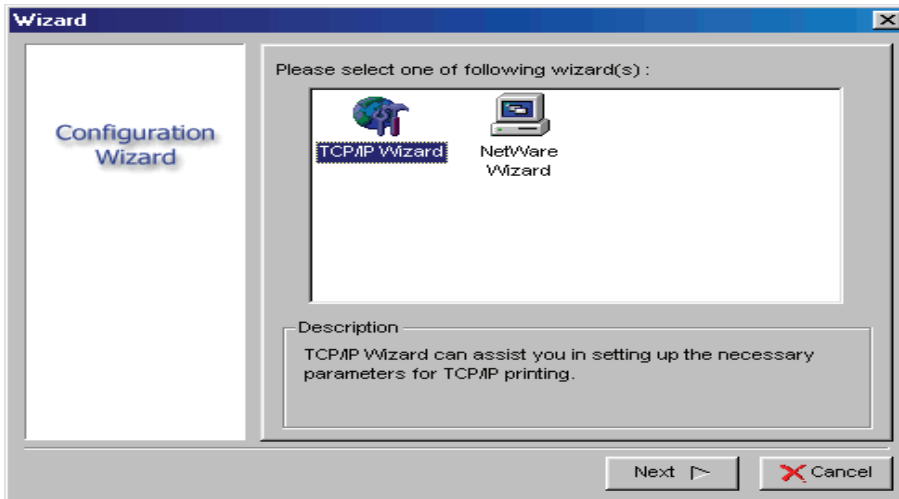 Wizard
Configuration
Wizard
Please select one of following wizard(s) :
TCP/IP Wizard
NetWare
Wizard
Description
TCP/IP Wizard can assist you in setting up the necessary
parameters for TCP/IP printing.
Next
Cancel